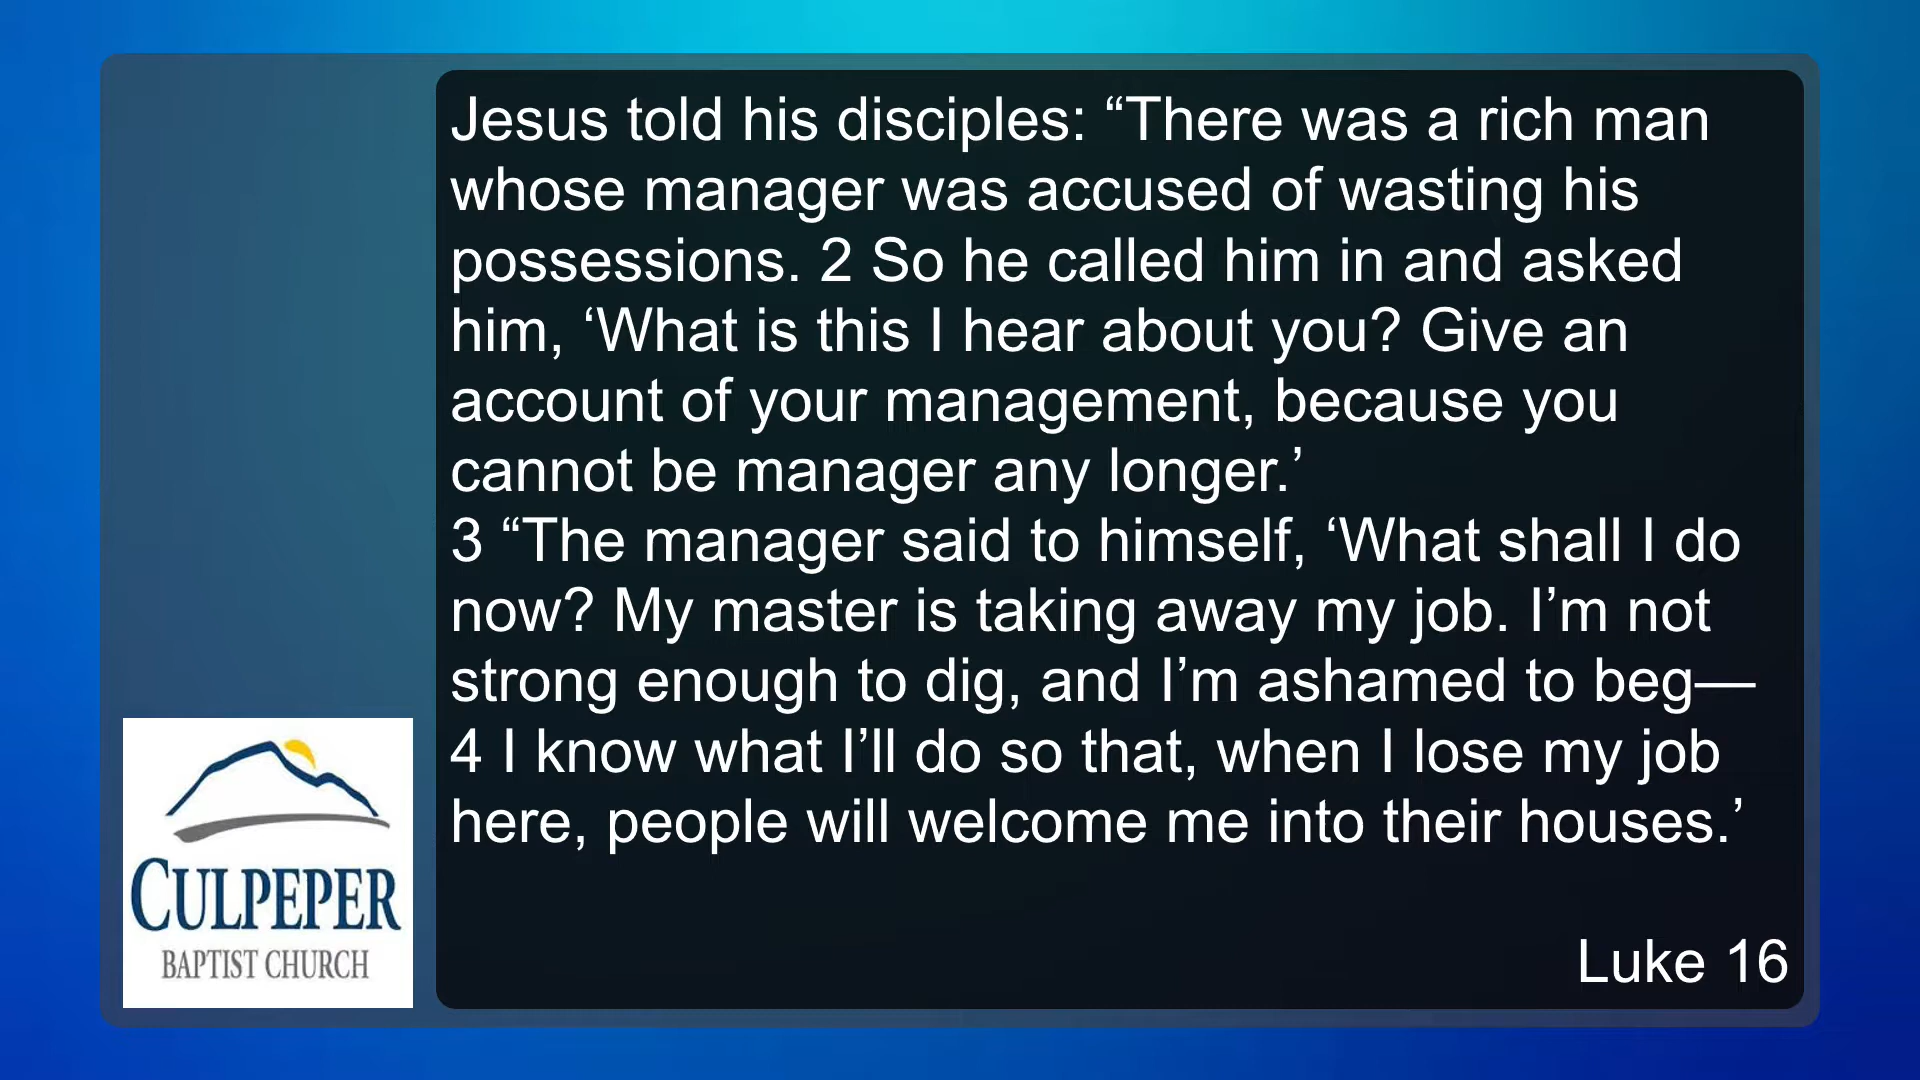 Jesus told his disciples: “There was a rich man
whose manager was accused of wasting his
possessions. 2 So he called him in and asked
him, ‘What is this I hear about you? Give an
account of your management, because you
cannot be manager any longer.’
3 “The manager said to himself, ‘What shall I do
now? My master is taking away my job. I’m not
strong enough to dig, and I’m ashamed to beg—
4 I know what I’ll do so that, when I lose my job
here, people will welcome me into their houses.’
Luke 16
CULPEPER
BAPTIST CHURCH